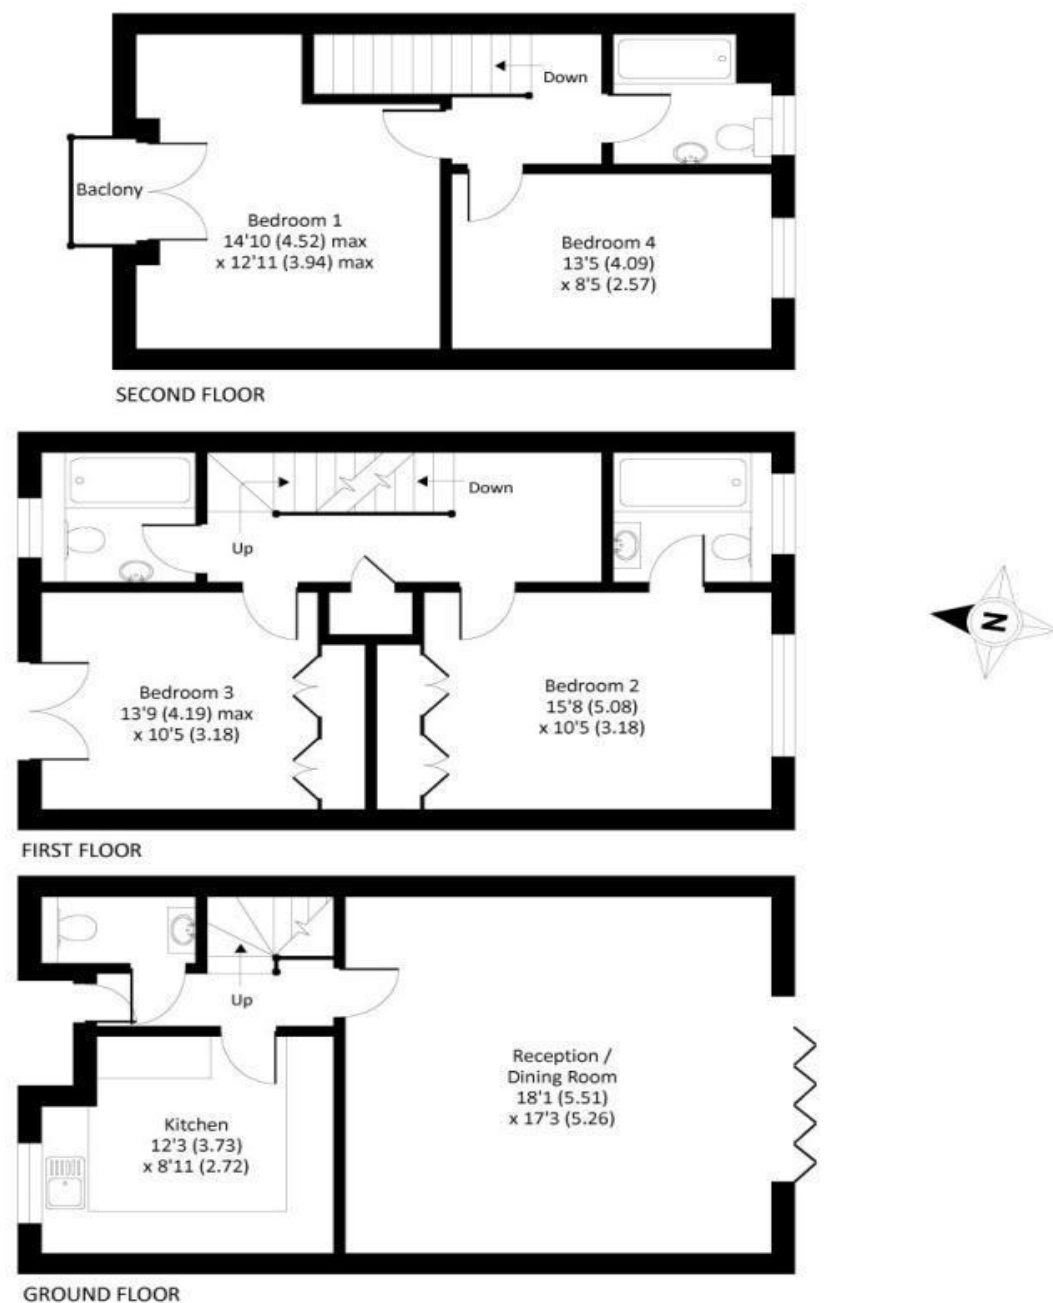 Down
Baclony
Bedroom 1
14'10 (4.52) max
x 12'11 (3.94) max
Bedroom 4
13'5 (4.09)
x 8'5 (2.57)
SECOND FLOOR
Down
Up
Bedroom 3
13'9 (4.19) max
x 10'5 (3.18)
Bedroom 2
15'8 (5.08)
x 10'5 (3.18)
N
FIRST FLOOR
Up
Reception /
Dining Room
18'1 (5.51)
x 17'3 (5.26)
Kitchen
12'3 (3.73)
x 8'11 (2.72)
GROUND FLOOR